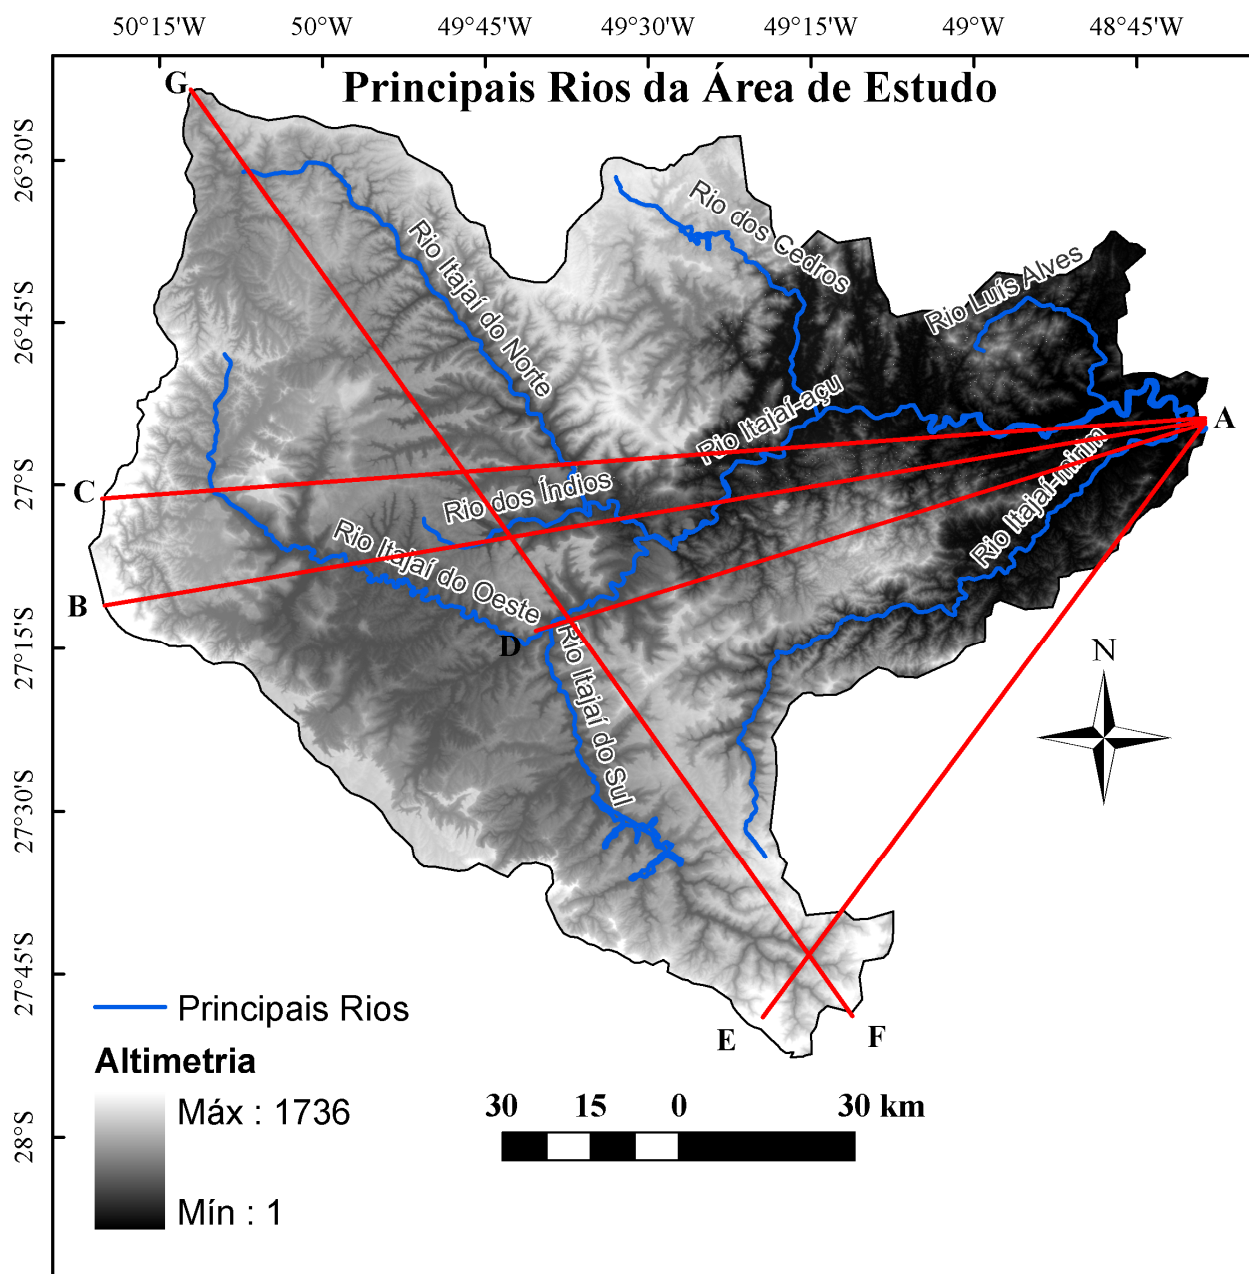 50°15'W 50°W 49°45'W 49°30'W 49°15'W 49°W 48°45'W
Principais Rios da Área de Estudo
G
26°30'S
Rio dos Cedros
Rio Itajaí do Norte
Rio Luís Alves
26°45'S
Rio Itajaí-açu
A
Rio Itajaí-mirim
27°S
C
Rio dos Índios
Rio Itajaí do Oeste
B
D
27°15'S
Rio Itajaí do Sul
N
27°30'S
27°45'S
E
F
Principais Rios
Altimetria
Máx : 1736
Mín : 1
30 15 0 30 km
28°S